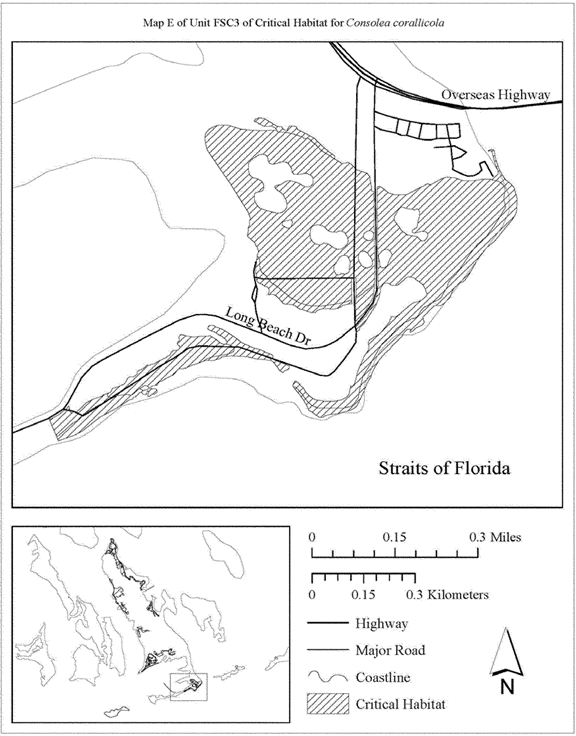 Map E of Unit FSC3 of Critical Habitat for Consolea corallicola
Overseas Highway
Long Beach Dr
Straits of Florida
0 0.15 0.3 Miles
0 0.15 0.3 Kilometers
Highway
Major Road
Coastline
Critical Habitat
N